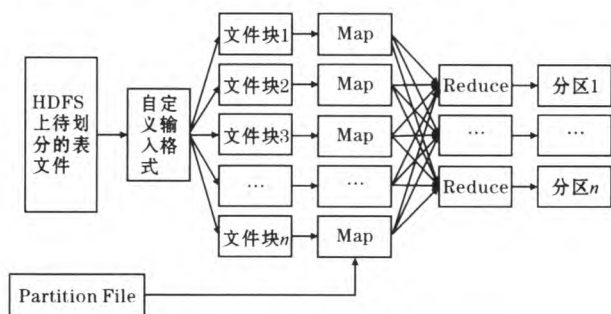 HDFS
上待划
分的表
文件
自定
义输
入格
式
文件块1
文件块2
文件块3
…
文件块n
Map
Map
Map
…
Map
Reduce
…
Reduce
分区1
…
分区n
Partition File